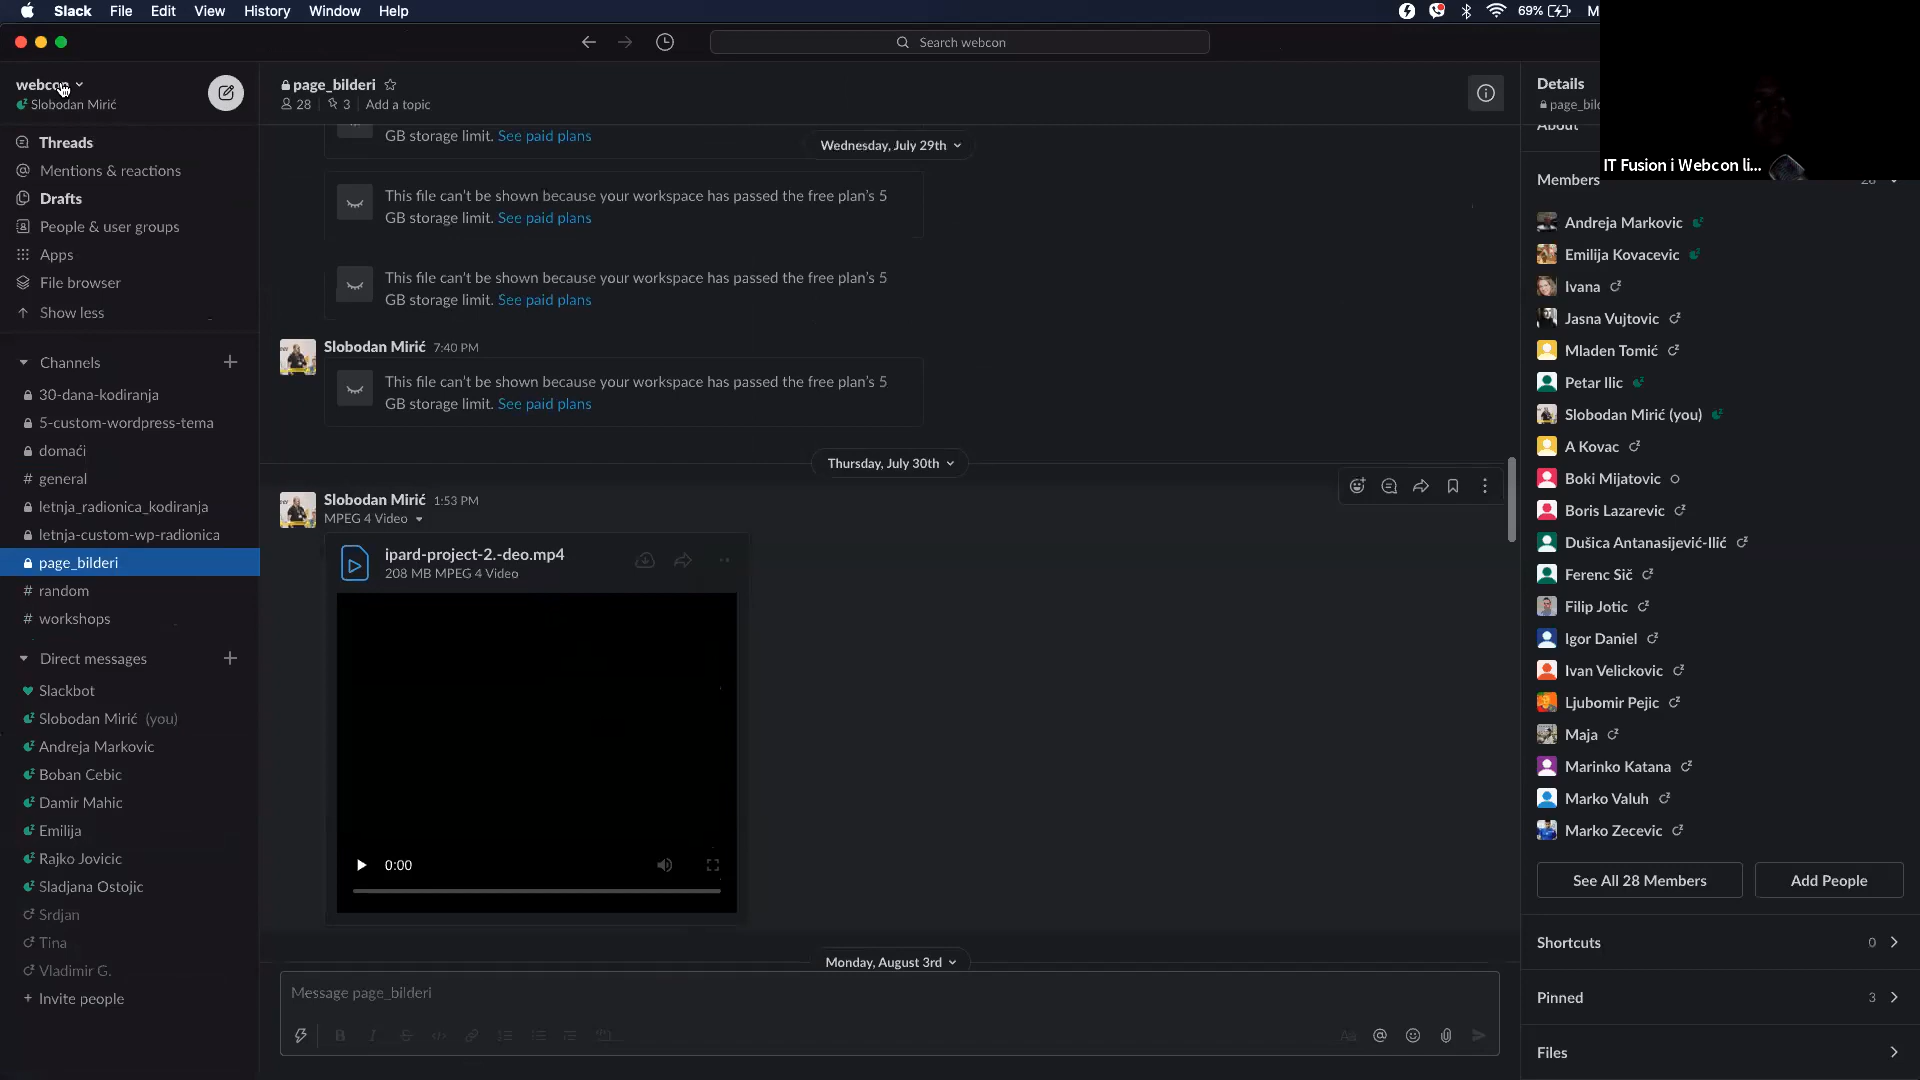 Slack File Edit View History Window Help
69% M
Search webcon
webcon
Slobodan Mirić
Threads
Mentions & reactions
Drafts
People & user groups
Apps
File browser
Show less
Channels
30-dana-kodiranja
5-custom-wordpress-tema
domaći
# general
letnja_radionica_kodiranja
letnja-custom-wp-radionica
page_bilderi
# random
# workshops
Direct messages
Slackbot
Slobodan Mirić (you)
Andreja Markovic
Boban Cebic
Damir Mahic
Emilija
Rajko Jovicic
Sladjana Ostojic
Srdjan
Tina
Vladimir G.
+ Invite people
page_bilderi
28 3 Add a topic
GB storage limit. See paid plans
Wednesday, July 29th
This file can't be shown because your workspace has passed the free plan's 5
GB storage limit. See paid plans
This file can't be shown because your workspace has passed the free plan's 5
GB storage limit. See paid plans
Slobodan Mirić 7:40 PM
This file can't be shown because your workspace has passed the free plan's 5
GB storage limit. See paid plans
Thursday, July 30th
Slobodan Mirić 1:53 PM
MPEG 4 Video
ipard-project-2.-deo.mp4
208 MB MPEG 4 Video
0:00
Monday, August 3rd
Message page_bilderi
B I S Aa @
Details
page_bild
About
IT Fusion i Webcon li...
Members 28
Andreja Markovic
Emilija Kovacevic
Ivana
Jasna Vujtovic
Mladen Tomić
Petar Ilic
Slobodan Mirić (you)
A Kovac
Boki Mijatovic
Boris Lazarevic
Dušica Antanasijević-Ilić
Ferenc Sič
Filip Jotic
Igor Daniel
Ivan Velickovic
Ljubomir Pejic
Maja
Marinko Katana
Marko Valuh
Marko Zecevic
See All 28 Members
Add People
Shortcuts 0
Pinned 3
Files